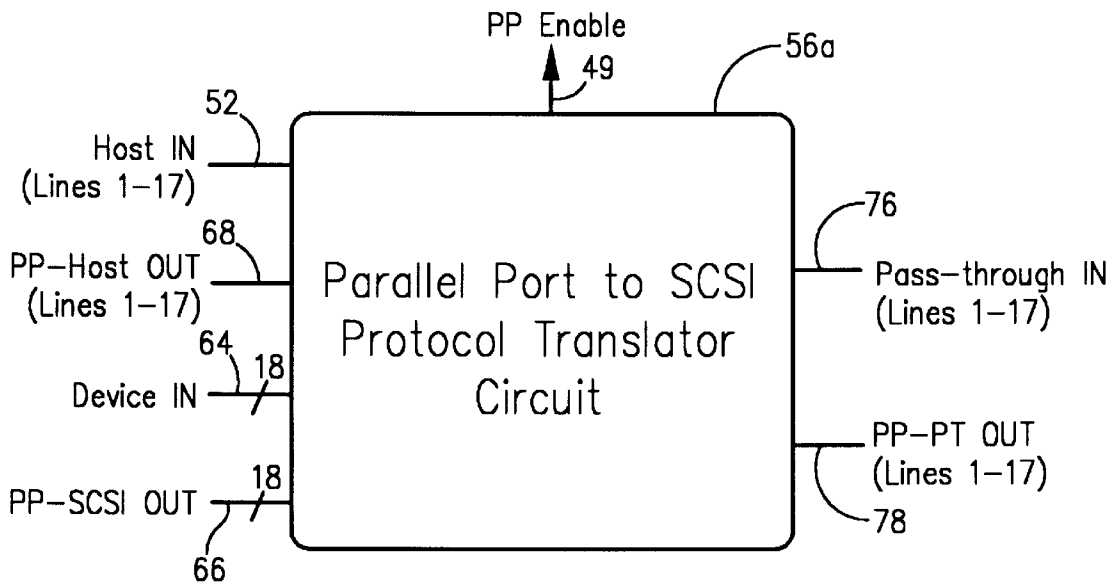 PP Enable
49
56a
52
Host IN
(Lines 1-17)
68
PP-Host OUT
(Lines 1-17)
64
18
Device IN
18
PP-SCSI OUT
66
Parallel Port to SCSI
Protocol Translator
Circuit
76
Pass-through IN
(Lines 1-17)
PP-PT OUT
(Lines 1-17)
78